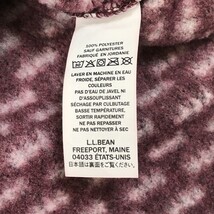 100% POLYESTER
SAUF GARNITURES
FABRIQUÉ EN JORDANIE
LAVER EN MACHINE EN EAU
FROIDE, SÉPARER LES
COULEURS
PAS D'EAU DE JAVEL NI
D'ASSOUPLISSANT
SÉCHAGE PAR CULBUTAGE
BASSE TEMPÉRATURE,
SORTIR RAPIDEMENT
NE PAS REPASSER
NE PAS NETTOYER À SEC
L.L.BEAN
FREEPORT, MAINE
04033 ÉTATS-UNIS
日本語は裏面をご覧ください